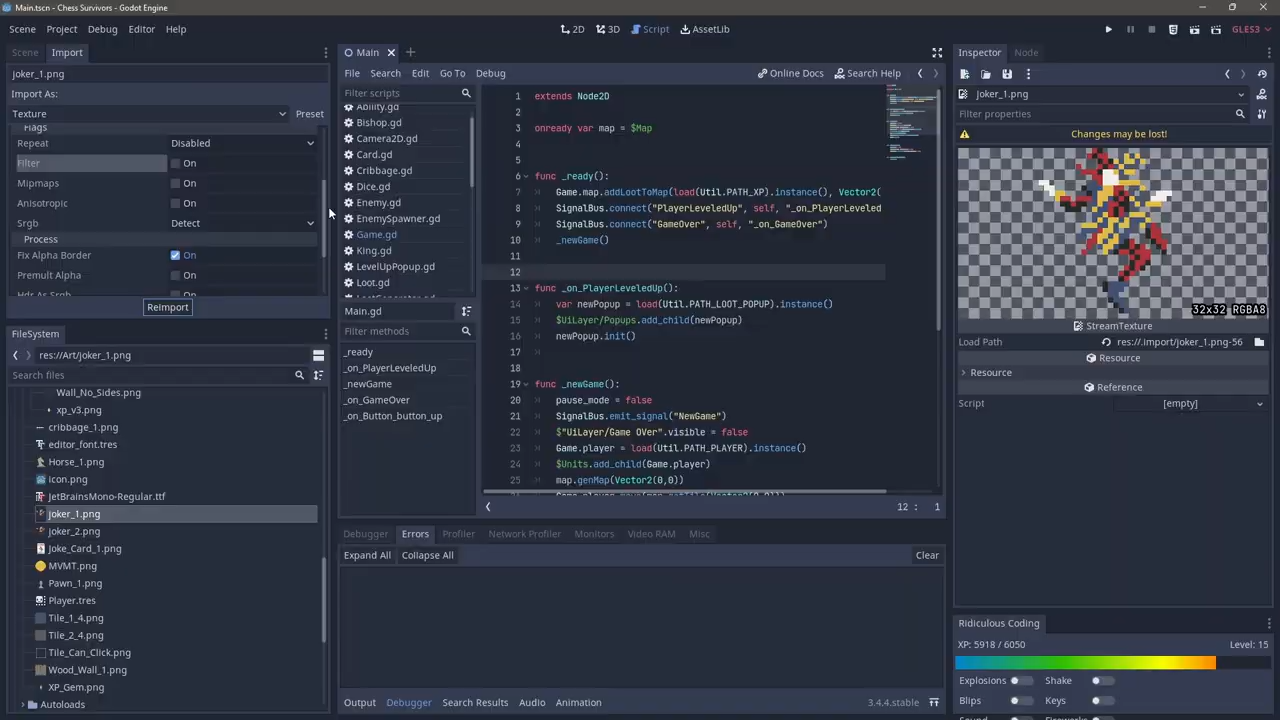 Main.tscn - Chess Survivors - Godot Engine
Scene Project Debug Editor Help
2D 3D Script AssetLib
GLES3
Scene Import
joker_1.png
Import As:
Texture Preset
Flags
Repeat Disabled
Filter On
Mipmaps On
Anisotropic On
Srgb Detect
Process
Fix Alpha Border On
Premult Alpha On
Reimport
FileSystem
res://Art/joker_1.png
Search files
Wall_No_Sides.png
xp_v3.png
cribbage_1.png
editor_font.tres
Horse_1.png
icon.png
JetBrainsMono-Regular.ttf
joker_1.png
joker_2.png
Joke_Card_1.png
MVMT.png
Pawn_1.png
Player.tres
Tile_1_4.png
Tile_2_4.png
Tile_Can_Click.png
Wood_Wall_1.png
XP_Gem.png
Autoloads
Main
File Search Edit Go To Debug
Online Docs Search Help
Filter scripts
Ability.gd
Bishop.gd
Camera2D.gd
Card.gd
Cribbage.gd
Dice.gd
Enemy.gd
EnemySpawner.gd
Game.gd
King.gd
LevelUpPopup.gd
Loot.gd
Main.gd
Filter methods
_ready
_on_PlayerLeveledUp
_newGame
_on_GameOver
_on_Button_button_up
1 extends Node2D
2
3 onready var map = $Map
4
5
6 func _ready():
7 Game.map.addLootToMap(load(Util.PATH_XP).instance(), Vector2(
8 SignalBus.connect("PlayerLeveledUp", self, "_on_PlayerLeveled
9 SignalBus.connect("GameOver", self, "_on_GameOver")
10 _newGame()
11
12
13 func _on_PlayerLeveledUp():
14 var newPopup = load(Util.PATH_LOOT_POPUP).instance()
15 $UiLayer/Popups.add_child(newPopup)
16 newPopup.init()
17
18
19 func _newGame():
20 pause_mode = false
21 SignalBus.emit_signal("NewGame")
22 $"UiLayer/Game OVer".visible = false
23 Game.player = load(Util.PATH_PLAYER).instance()
24 $Units.add_child(Game.player)
25 map.genMap(Vector2(0,0))
12 : 1
Debugger Errors Profiler Network Profiler Monitors Video RAM Misc
Expand All Collapse All Clear
Output Debugger Search Results Audio Animation 3.4.4.stable
Inspector Node
joker_1.png
Filter properties
Changes may be lost!
32x32 RGBA8
StreamTexture
Load Path res://.import/joker_1.png-56
Resource
Resource
Reference
Script [empty]
Ridiculous Coding
XP: 5918 / 6050 Level: 15
Explosions Shake
Blips Keys